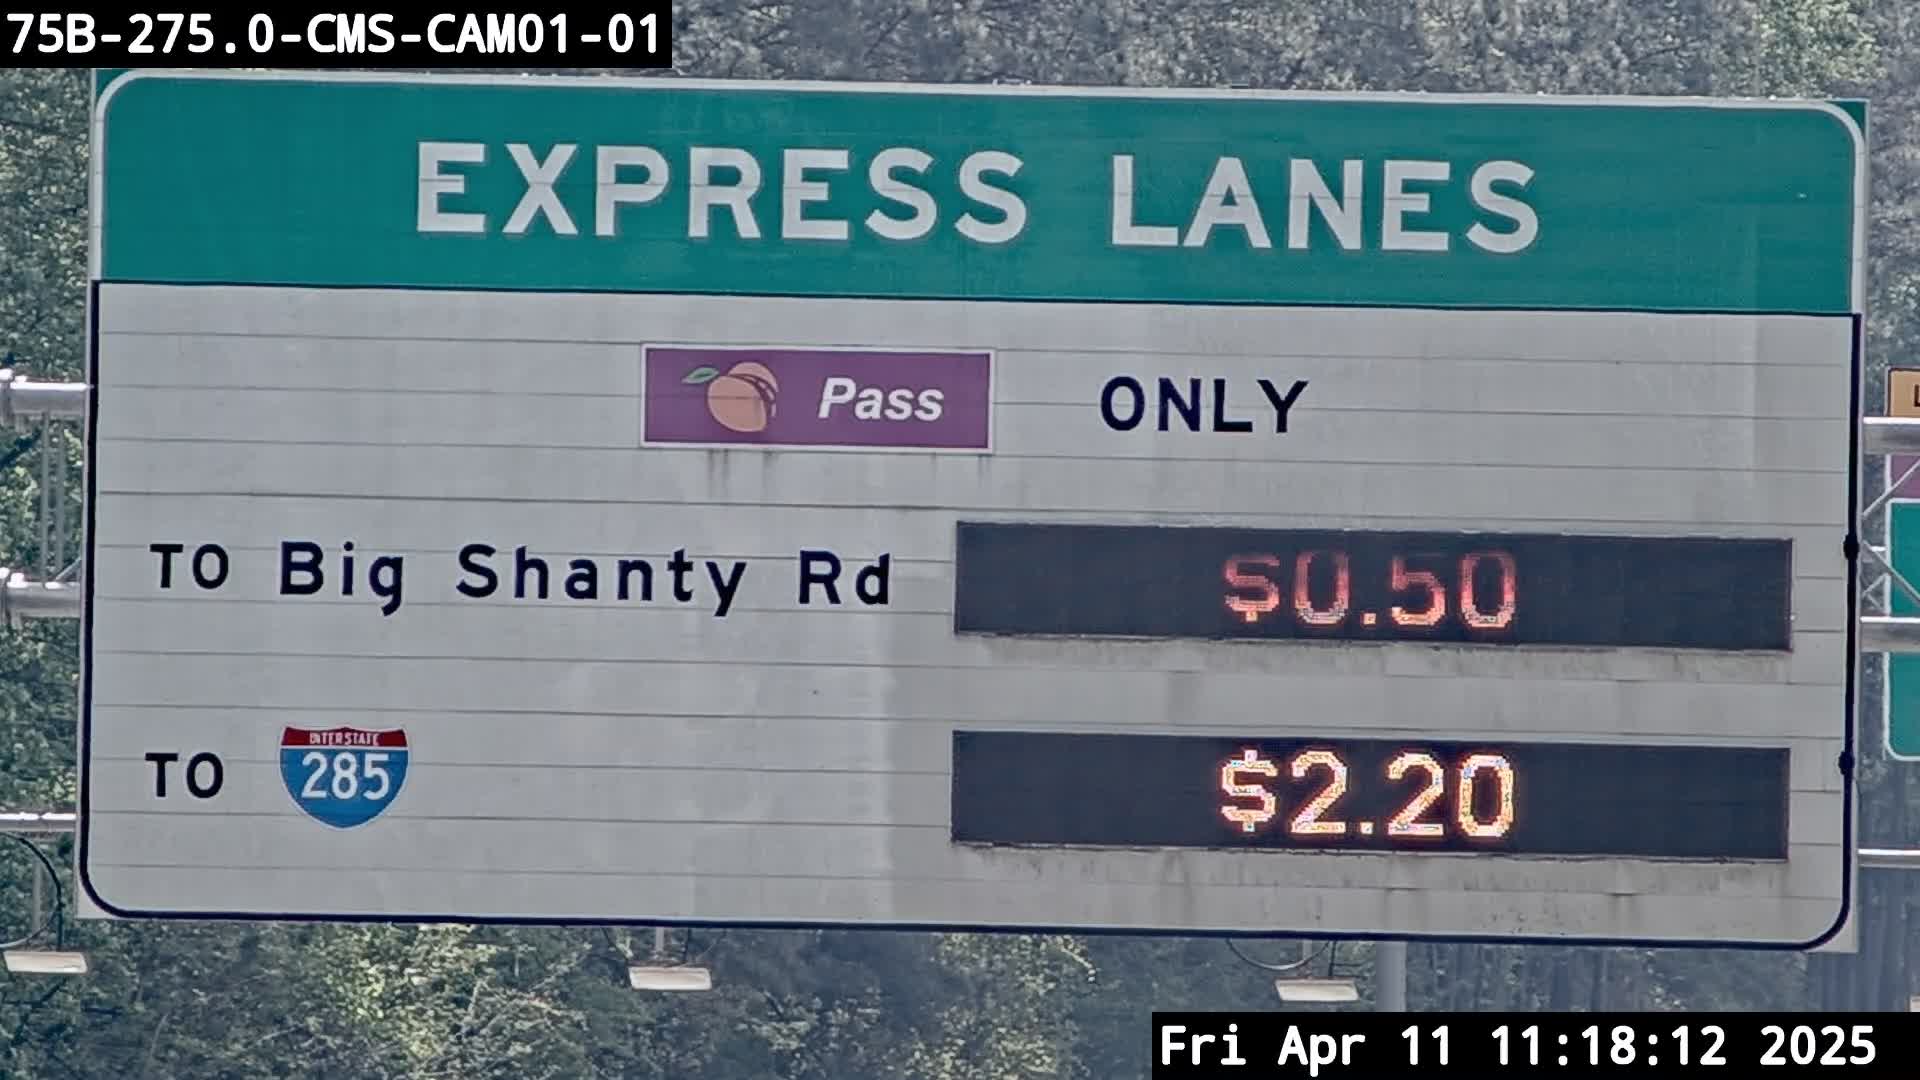 75B-275.0-CMS-CAM01-01
EXPRESS LANES
Pass ONLY
TO Big Shanty Rd $0.50
TO INTERSTATE 285 $2.20
Fri Apr 11 11:18:12 2025